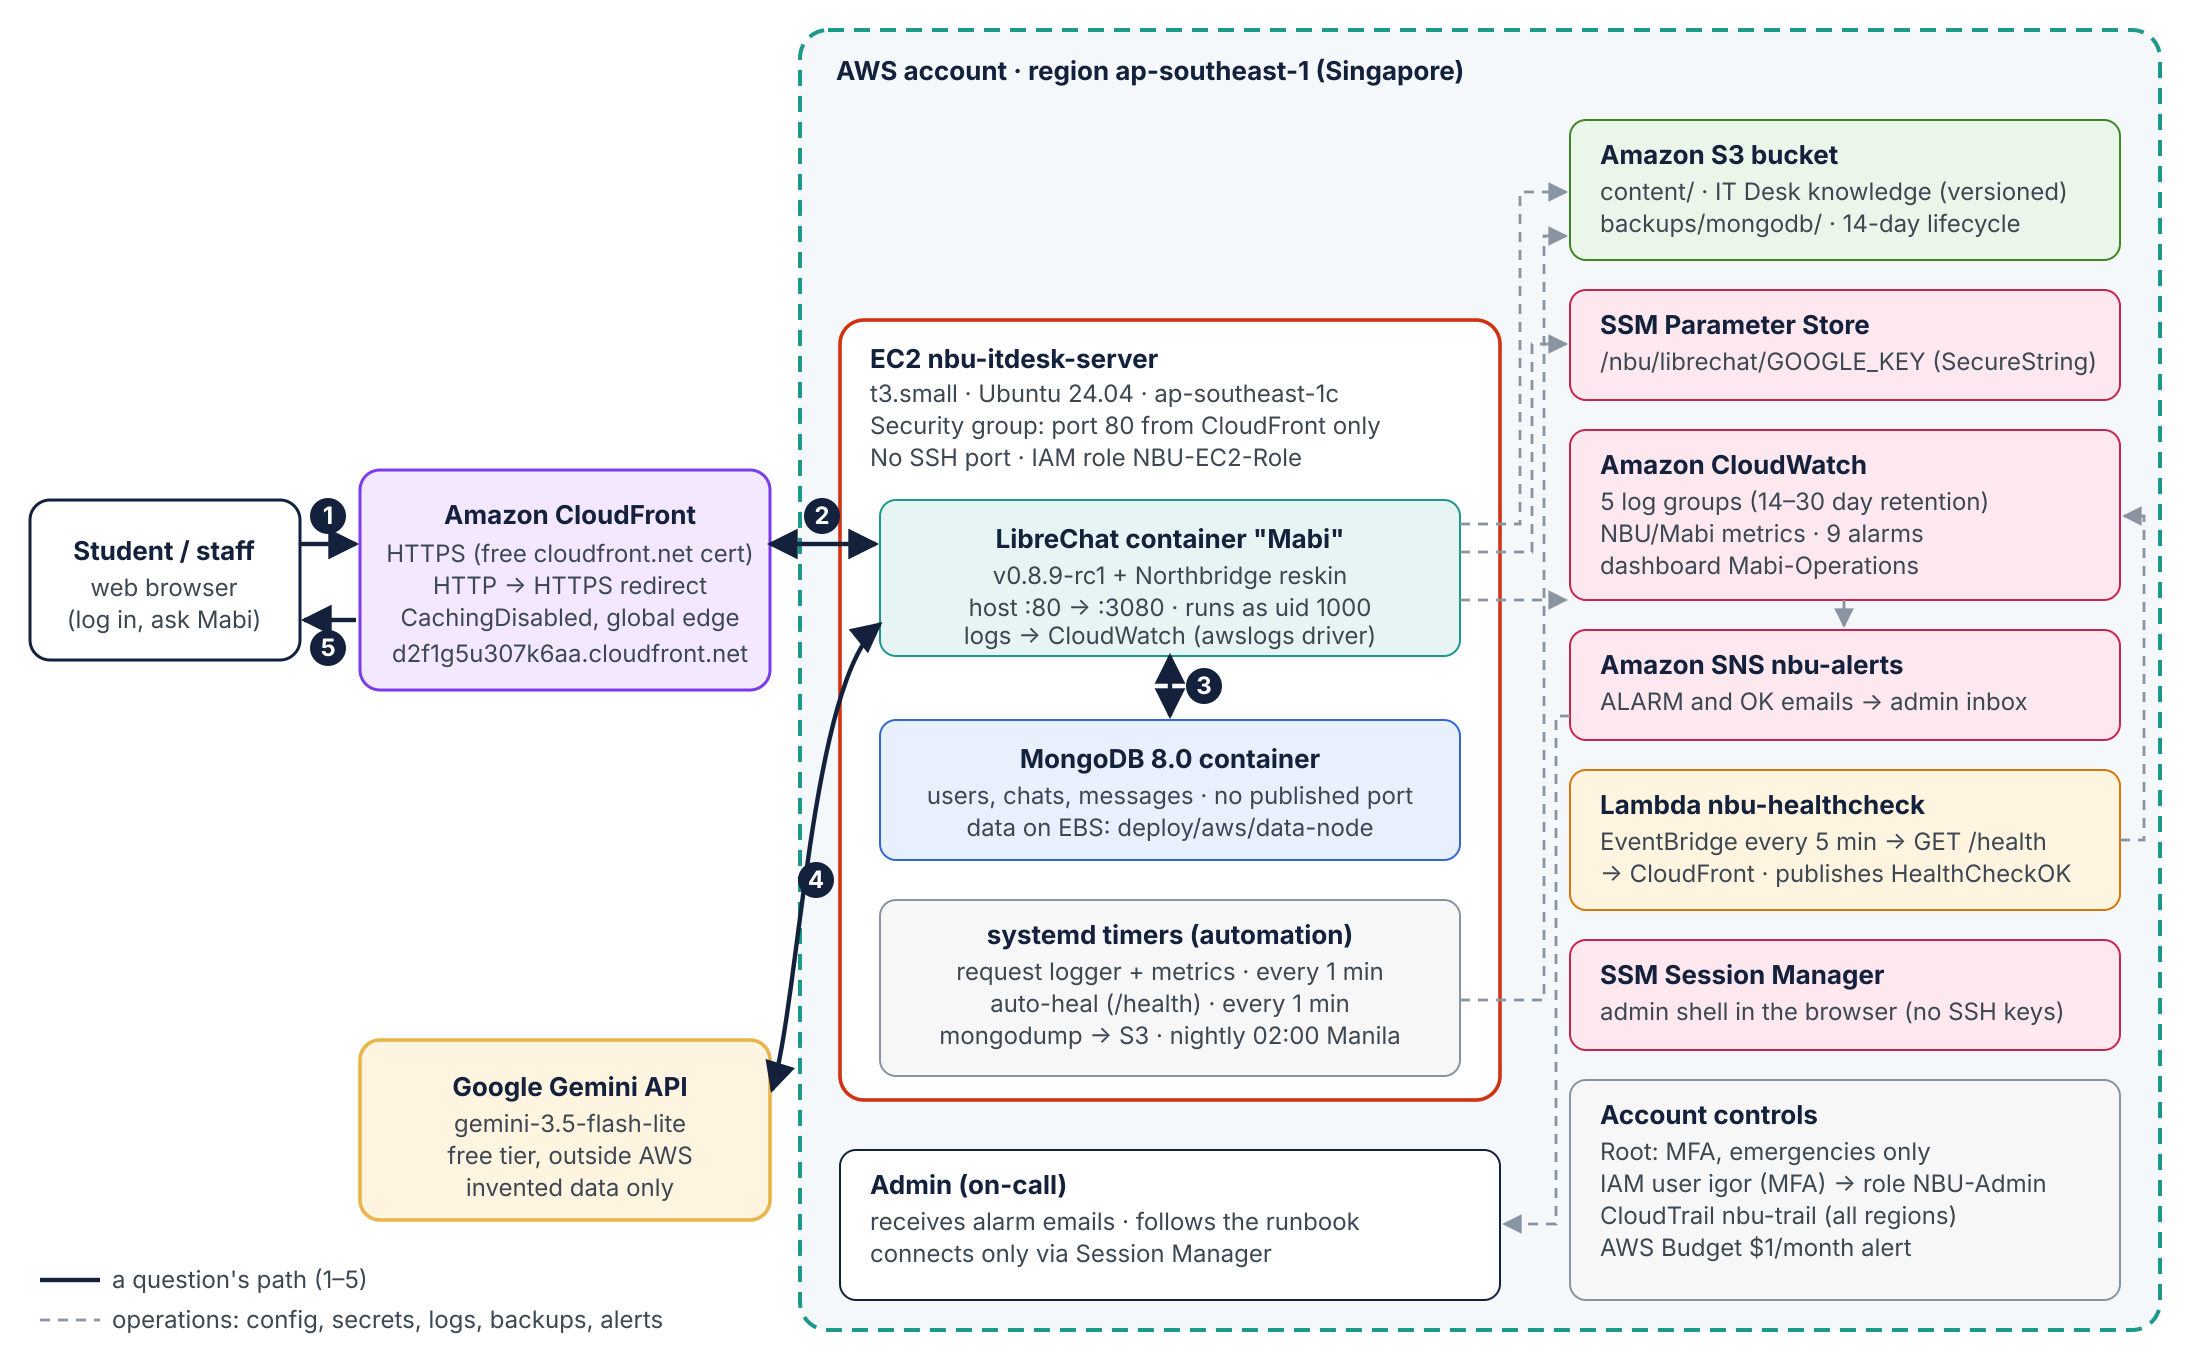 AWS account · region ap-southeast-1 (Singapore)
Amazon S3 bucket
content/ · IT Desk knowledge (versioned)
backups/mongodb/ · 14-day lifecycle
SSM Parameter Store
/nbu/librechat/GOOGLE_KEY (SecureString)
EC2 nbu-itdesk-server
t3.small · Ubuntu 24.04 · ap-southeast-1c
Security group: port 80 from CloudFront only
No SSH port · IAM role NBU-EC2-Role
Amazon CloudWatch
5 log groups (14–30 day retention)
NBU/Mabi metrics · 9 alarms
dashboard Mabi-Operations
1
Student / staff
web browser
(log in, ask Mabi)
5
Amazon CloudFront
HTTPS (free cloudfront.net cert)
HTTP → HTTPS redirect
CachingDisabled, global edge
d2f1g5u307k6aa.cloudfront.net
2
LibreChat container "Mabi"
v0.8.9-rc1 + Northbridge reskin
host :80 → :3080 · runs as uid 1000
logs → CloudWatch (awslogs driver)
3
Amazon SNS nbu-alerts
ALARM and OK emails → admin inbox
MongoDB 8.0 container
users, chats, messages · no published port
data on EBS: deploy/aws/data-node
Lambda nbu-healthcheck
EventBridge every 5 min → GET /health
→ CloudFront · publishes HealthCheckOK
4
systemd timers (automation)
request logger + metrics · every 1 min
auto-heal (/health) · every 1 min
mongodump → S3 · nightly 02:00 Manila
SSM Session Manager
admin shell in the browser (no SSH keys)
Google Gemini API
gemini-3.5-flash-lite
free tier, outside AWS
invented data only
Admin (on-call)
receives alarm emails · follows the runbook
connects only via Session Manager
Account controls
Root: MFA, emergencies only
IAM user igor (MFA) → role NBU-Admin
CloudTrail nbu-trail (all regions)
AWS Budget $1/month alert
a question's path (1–5)
operations: config, secrets, logs, backups, alerts